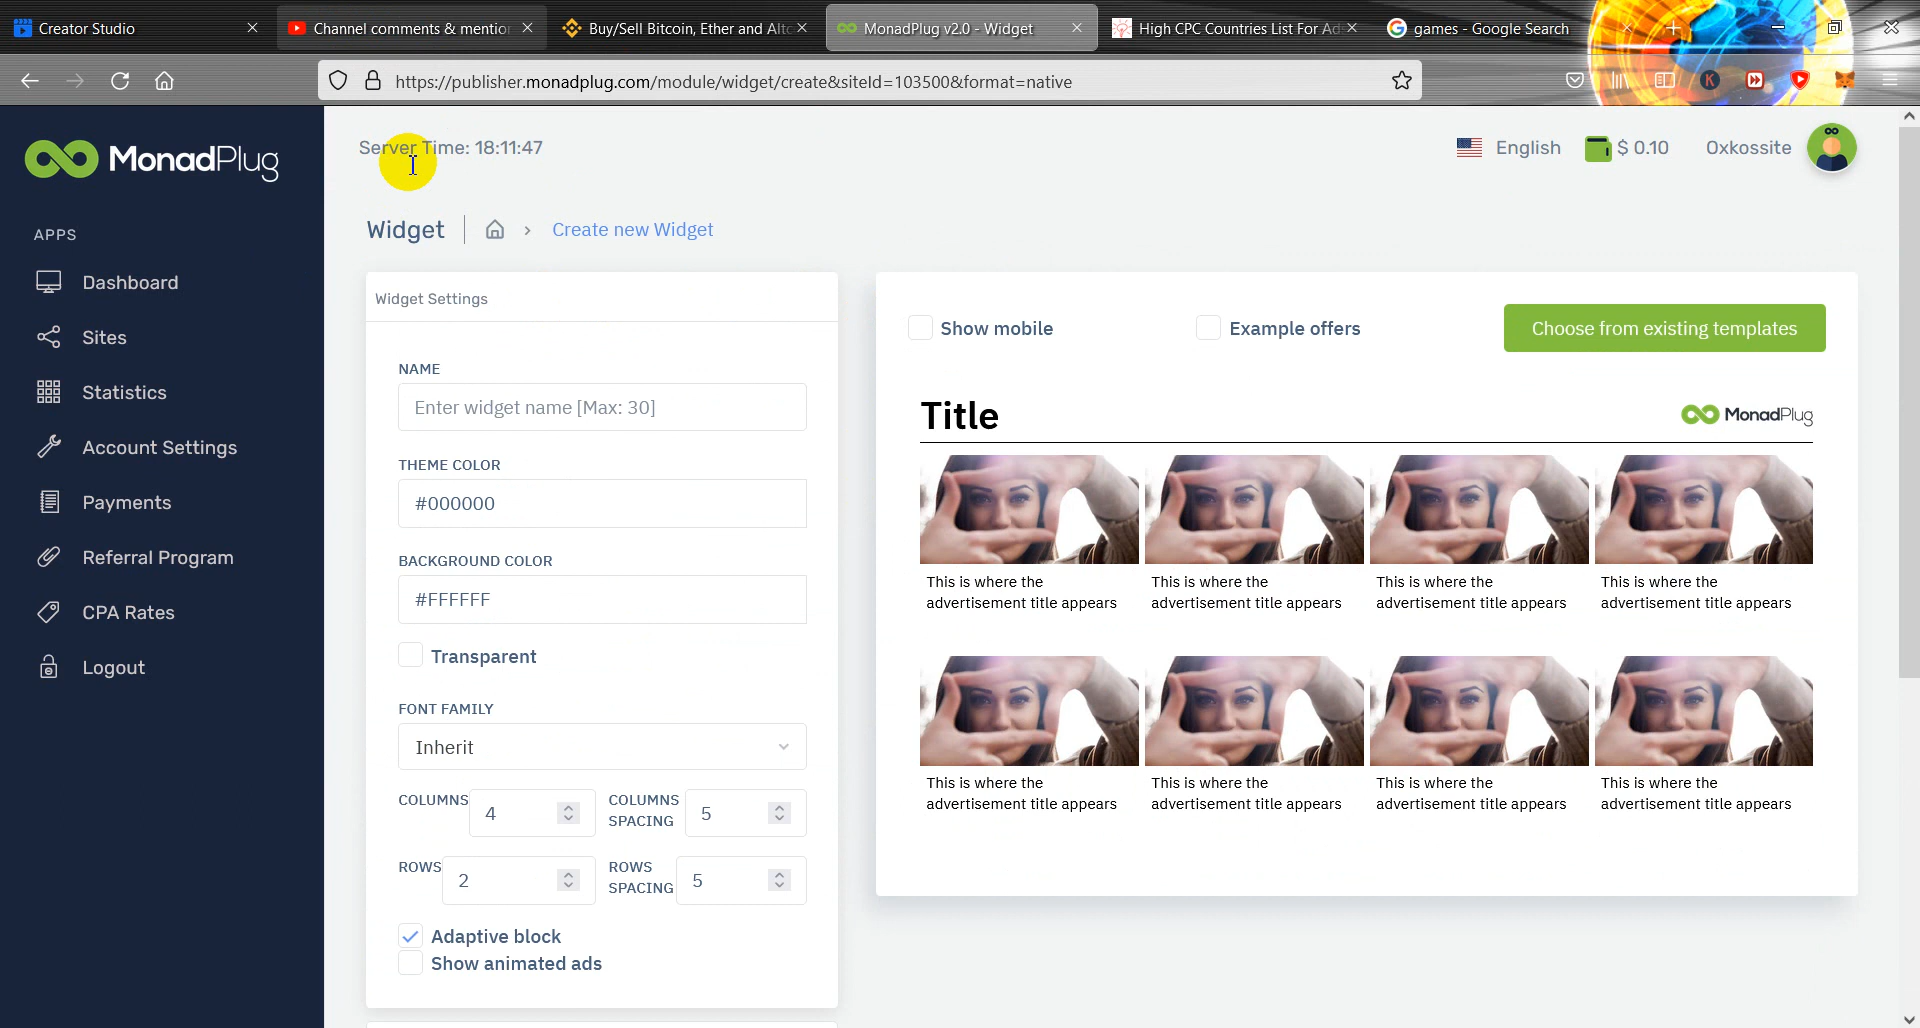 Creator Studio
Channel comments & mention
Buy/Sell Bitcoin, Ether and Altc
MonadPlug v2.0 - Widget
High CPC Countries List For Ads
games - Google Search
https://publisher.monadplug.com/module/widget/create&siteId=103500&format=native
MonadPlug
Server Time: 18:11:47
English
$ 0.10
Oxkossite
APPS
Dashboard
Sites
Statistics
Account Settings
Payments
Referral Program
CPA Rates
Logout
Widget
Create new Widget
Widget Settings
NAME
Enter widget name [Max: 30]
THEME COLOR
#000000
BACKGROUND COLOR
#FFFFFF
Transparent
FONT FAMILY
Inherit
COLUMNS
4
COLUMNS
SPACING
5
ROWS
2
ROWS
SPACING
5
Adaptive block
Show animated ads
Show mobile
Example offers
Choose from existing templates
Title
MonadPlug
This is where the
advertisement title appears
This is where the
advertisement title appears
This is where the
advertisement title appears
This is where the
advertisement title appears
This is where the
advertisement title appears
This is where the
advertisement title appears
This is where the
advertisement title appears
This is where the
advertisement title appears